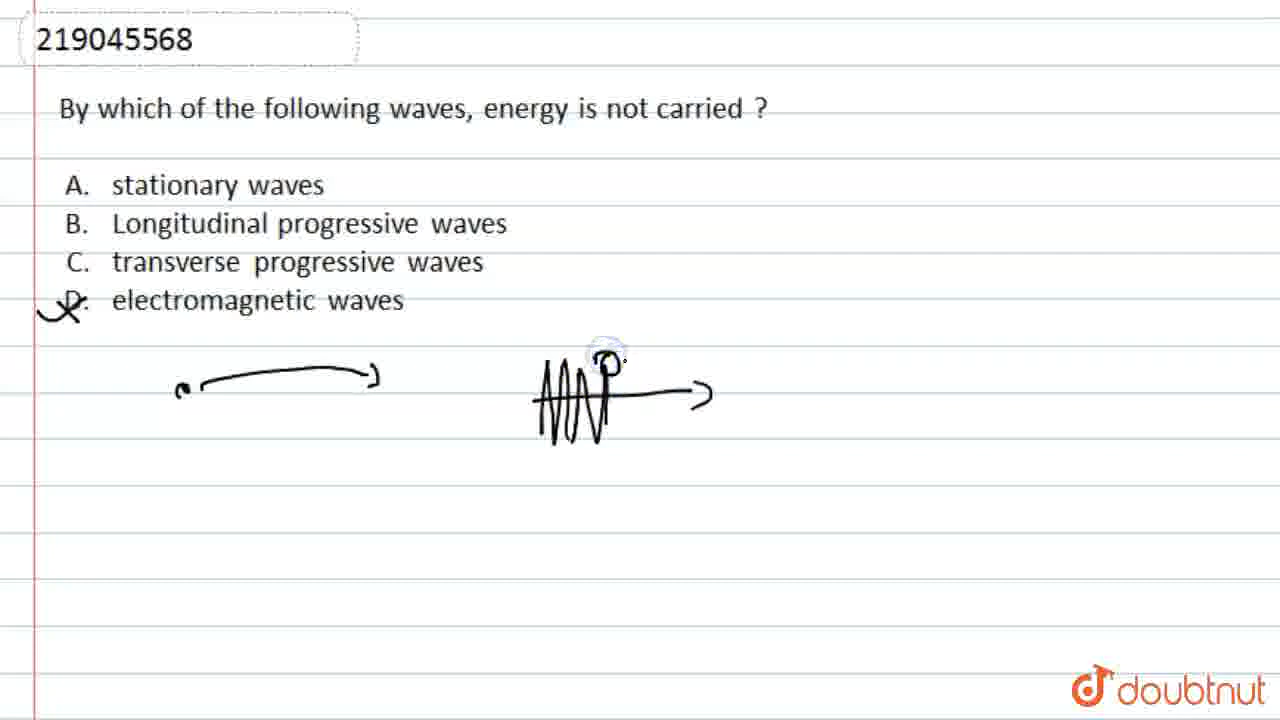 219045568
By which of the following waves, energy is not carried ?
A. stationary waves
B. Longitudinal progressive waves
C. transverse progressive waves
D. electromagnetic waves
doubtnut